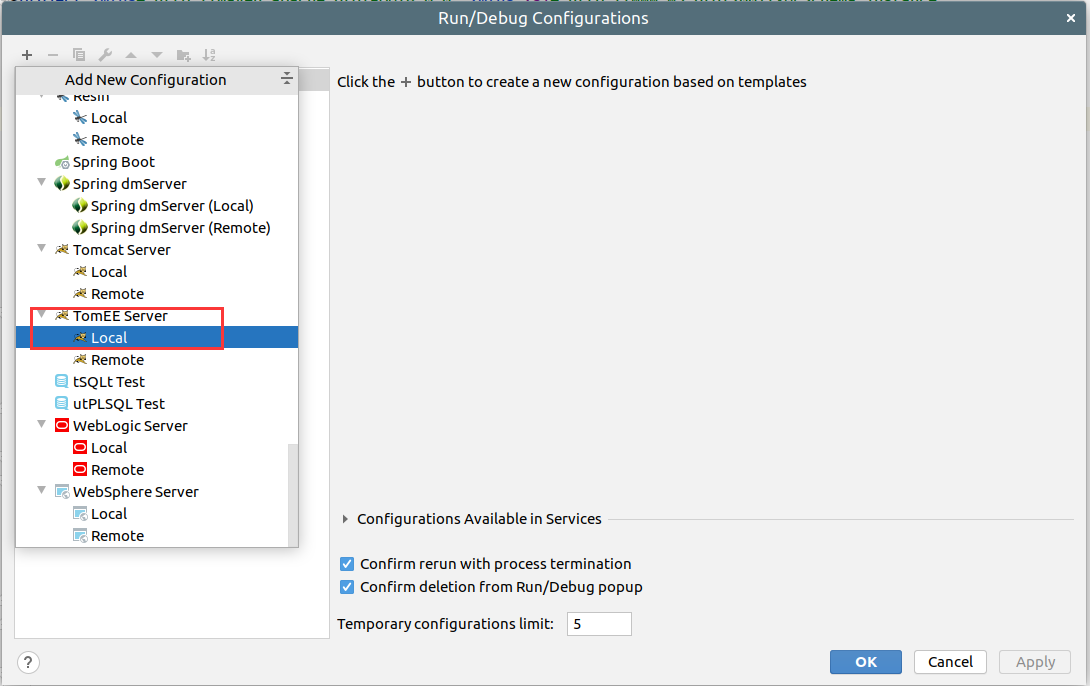 Run/Debug Configurations
Add New Configuration
Click the + button to create a new configuration based on templates
Resin
Local
Remote
Spring Boot
Spring dmServer
Spring dmServer (Local)
Spring dmServer (Remote)
Tomcat Server
Local
Remote
TomEE Server
Local
Remote
tSQLt Test
utPLSQL Test
WebLogic Server
Local
Remote
WebSphere Server
Local
Remote
Configurations Available in Services
Confirm rerun with process termination
Confirm deletion from Run/Debug popup
Temporary configurations limit: 5
?
OK
Cancel
Apply